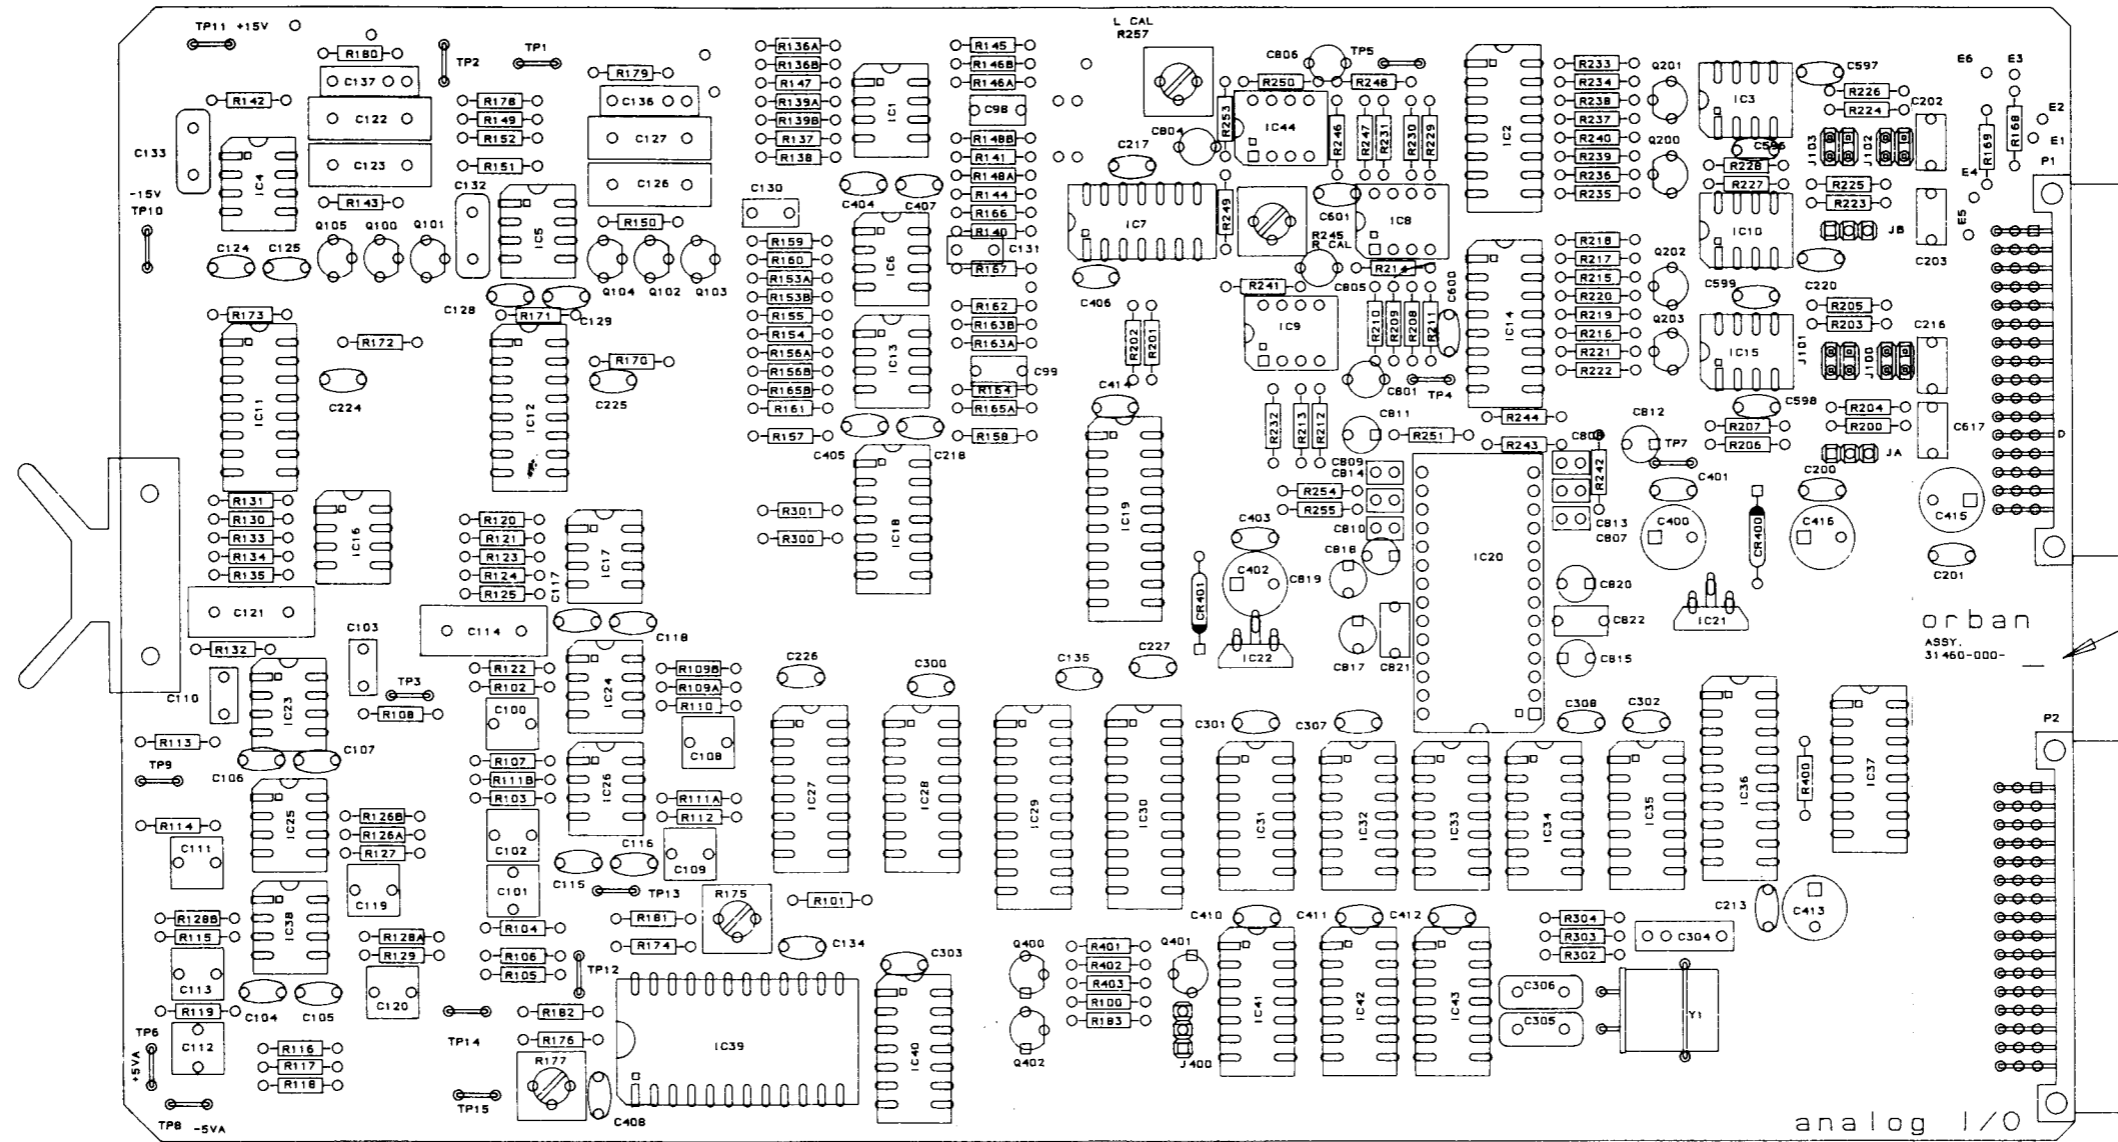 TP11 +15V
R180
TP2
TP1
C137
R179
R142
C122
R178
C136
R149
C133
C123
R152
C127
R151
IC4
R143
C132
C126
-15V
TP10
Q105
Q100
Q101
R150
C124
C125
IC5
Q104
Q102
Q103
C128
C129
R173
R171
R172
R170
C224
C225
IC11
IC12
R131
R130
R133
R134
R135
IC16
R120
R121
R123
R124
R125
IC17
C117
C121
C114
C118
C103
R132
R122
R102
IC24
R109B
R109A
R110
C110
IC23
TP3
R108
C100
C108
R113
C107
C106
TP9
R107
R111B
R103
IC26
R111A
R112
R114
IC25
R126B
R126A
R127
C111
C102
C116
C109
C115
C101
TP13
R175
C119
R128B
R115
IC38
R128A
R129
R104
R181
R174
R106
R105
TP12
C113
C104
C105
C120
R119
TP6
+5VA
C112
TP14
R182
R176
R177
R116
R117
R118
TP15
C408
TP8 -5VA
R136A
R136B
R147
R139A
R139B
R137
R138
IC1
R145
R146B
R146A
C98
R148B
R141
R148A
R144
R166
R140
C131
R167
C130
C404
C407
R159
R160
R153A
R153B
R155
R154
R156A
R156B
R165B
R161
R157
IC6
IC13
R162
R163B
R163A
C99
R164
R165A
R158
C405
C218
R301
R300
IC18
C226
C300
C135
C227
IC27
IC28
IC29
IC30
R101
C134
C303
IC39
IC40
Q400
Q402
R401
R402
R403
R100
R183
Q401
J400
L CAL
R257
C806
TP5
R250
R248
R253
C804
IC44
R246
R247
R231
R230
R229
C217
IC7
R249
C601
IC8
R245
R CAL
C406
C805
R214
R241
C600
IC9
R210
R209
R208
R211
R202
R201
C414
C801
TP4
R232
R213
R212
C811
R251
R244
R243
IC19
C809
C814
R254
R255
C810
C403
C818
C402
C819
CR401
IC22
C817
C821
IC20
IC2
R233
R234
R238
R237
R240
R239
R236
R235
Q201
Q200
IC3
C597
R226
R224
C202
J103
J102
C596
R228
R227
R225
R223
IC10
JB
C203
IC14
R218
R217
R215
R220
R219
R216
R221
R222
Q202
Q203
C599
C220
R205
R203
C216
IC15
J101
J100
C598
R207
R206
R204
R200
C617
JA
R242
C812
TP7
C401
C200
C813
C807
C400
CR400
C416
C415
C201
C820
C822
C815
IC21
E6
E3
E2
E1
E4
E5
R169
R168
P1
D
orban
ASSY.
31460-000-
P2
C301
C307
C308
C302
IC31
IC32
IC33
IC34
IC35
IC36
R400
IC37
C410
C411
C412
C213
C413
IC41
IC42
IC43
R304
R303
R302
C304
C306
C305
Y1
analog I/O